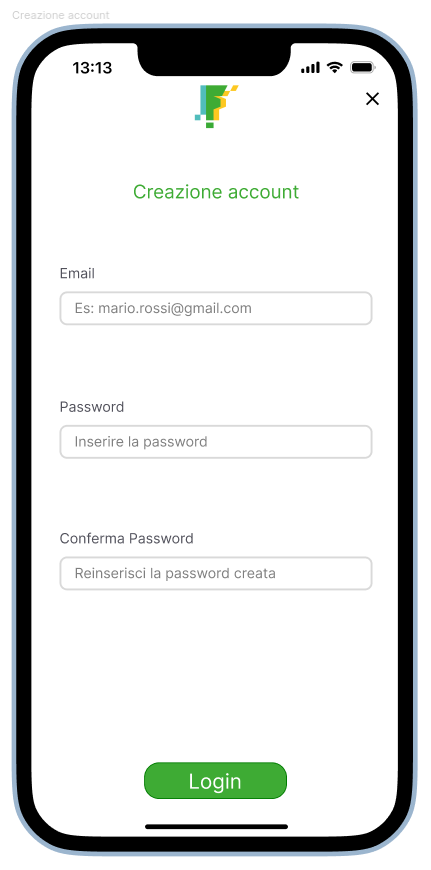 Creazione account
13:13
Creazione account
Email
Es: mario.rossi@gmail.com
Password
Inserire la password
Conferma Password
Reinserisci la password creata
Login